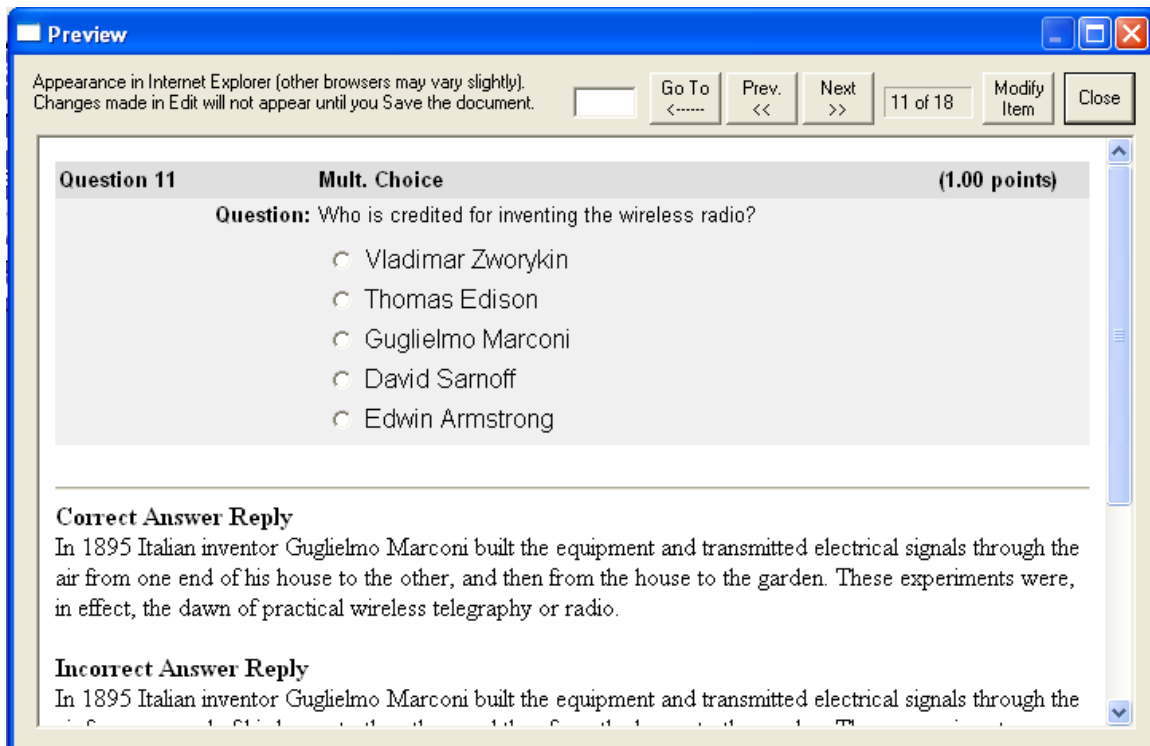 Preview
Appearance in Internet Explorer (other browsers may vary slightly).
Changes made in Edit will not appear until you Save the document.
Go To
<------
Prev.
<<
Next
>>
11 of 18
Modify
Item
Close
Question 11 Mult. Choice (1.00 points)
Question: Who is credited for inventing the wireless radio?
Vladimar Zworykin
Thomas Edison
Guglielmo Marconi
David Sarnoff
Edwin Armstrong
Correct Answer Reply
In 1895 Italian inventor Guglielmo Marconi built the equipment and transmitted electrical signals through the
air from one end of his house to the other, and then from the house to the garden. These experiments were,
in effect, the dawn of practical wireless telegraphy or radio.
Incorrect Answer Reply
In 1895 Italian inventor Guglielmo Marconi built the equipment and transmitted electrical signals through the